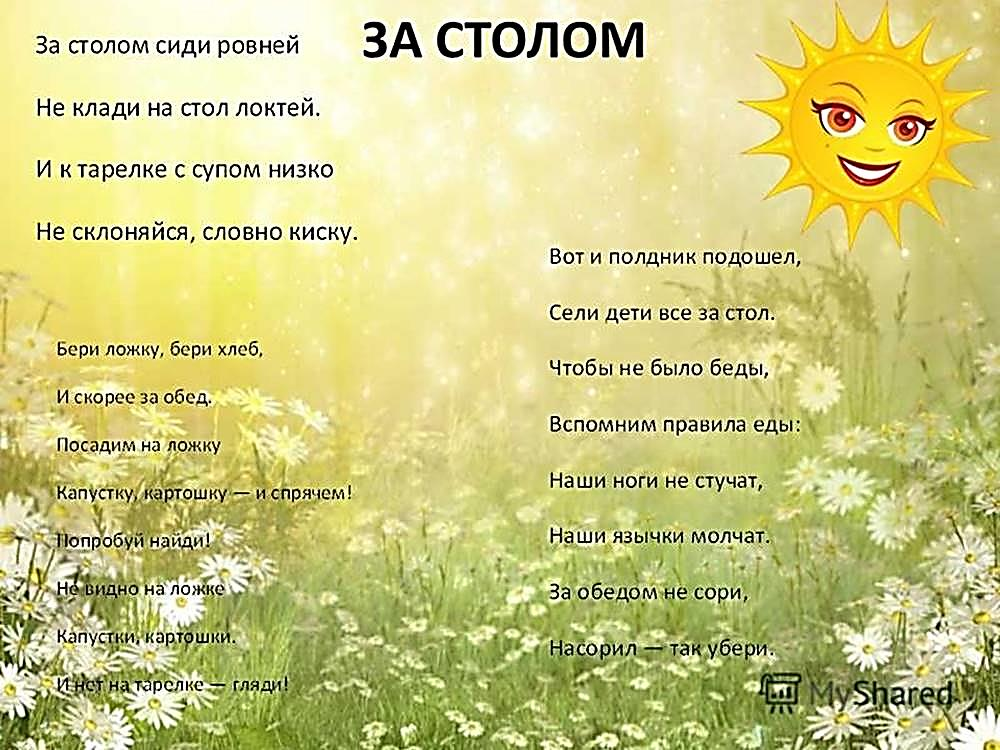 ЗА СТОЛОМ
За столом сиди ровней
Не клади на стол локтей.
И к тарелке с супом низко
Не склоняйся, словно киску.
Бери ложку, бери хлеб,
И скорее за обед.
Посадим на ложку
Капустку, картошку — и спрячем!
Попробуй найди!
Не видно на ложке
Капустки, картошки.
И нет на тарелке — гляди!
Вот и полдник подошел,
Сели дети все за стол.
Чтобы не было беды,
Вспомним правила еды:
Наши ноги не стучат,
Наши язычки молчат.
За обедом не сори,
Насорил — так убери.
MyShared